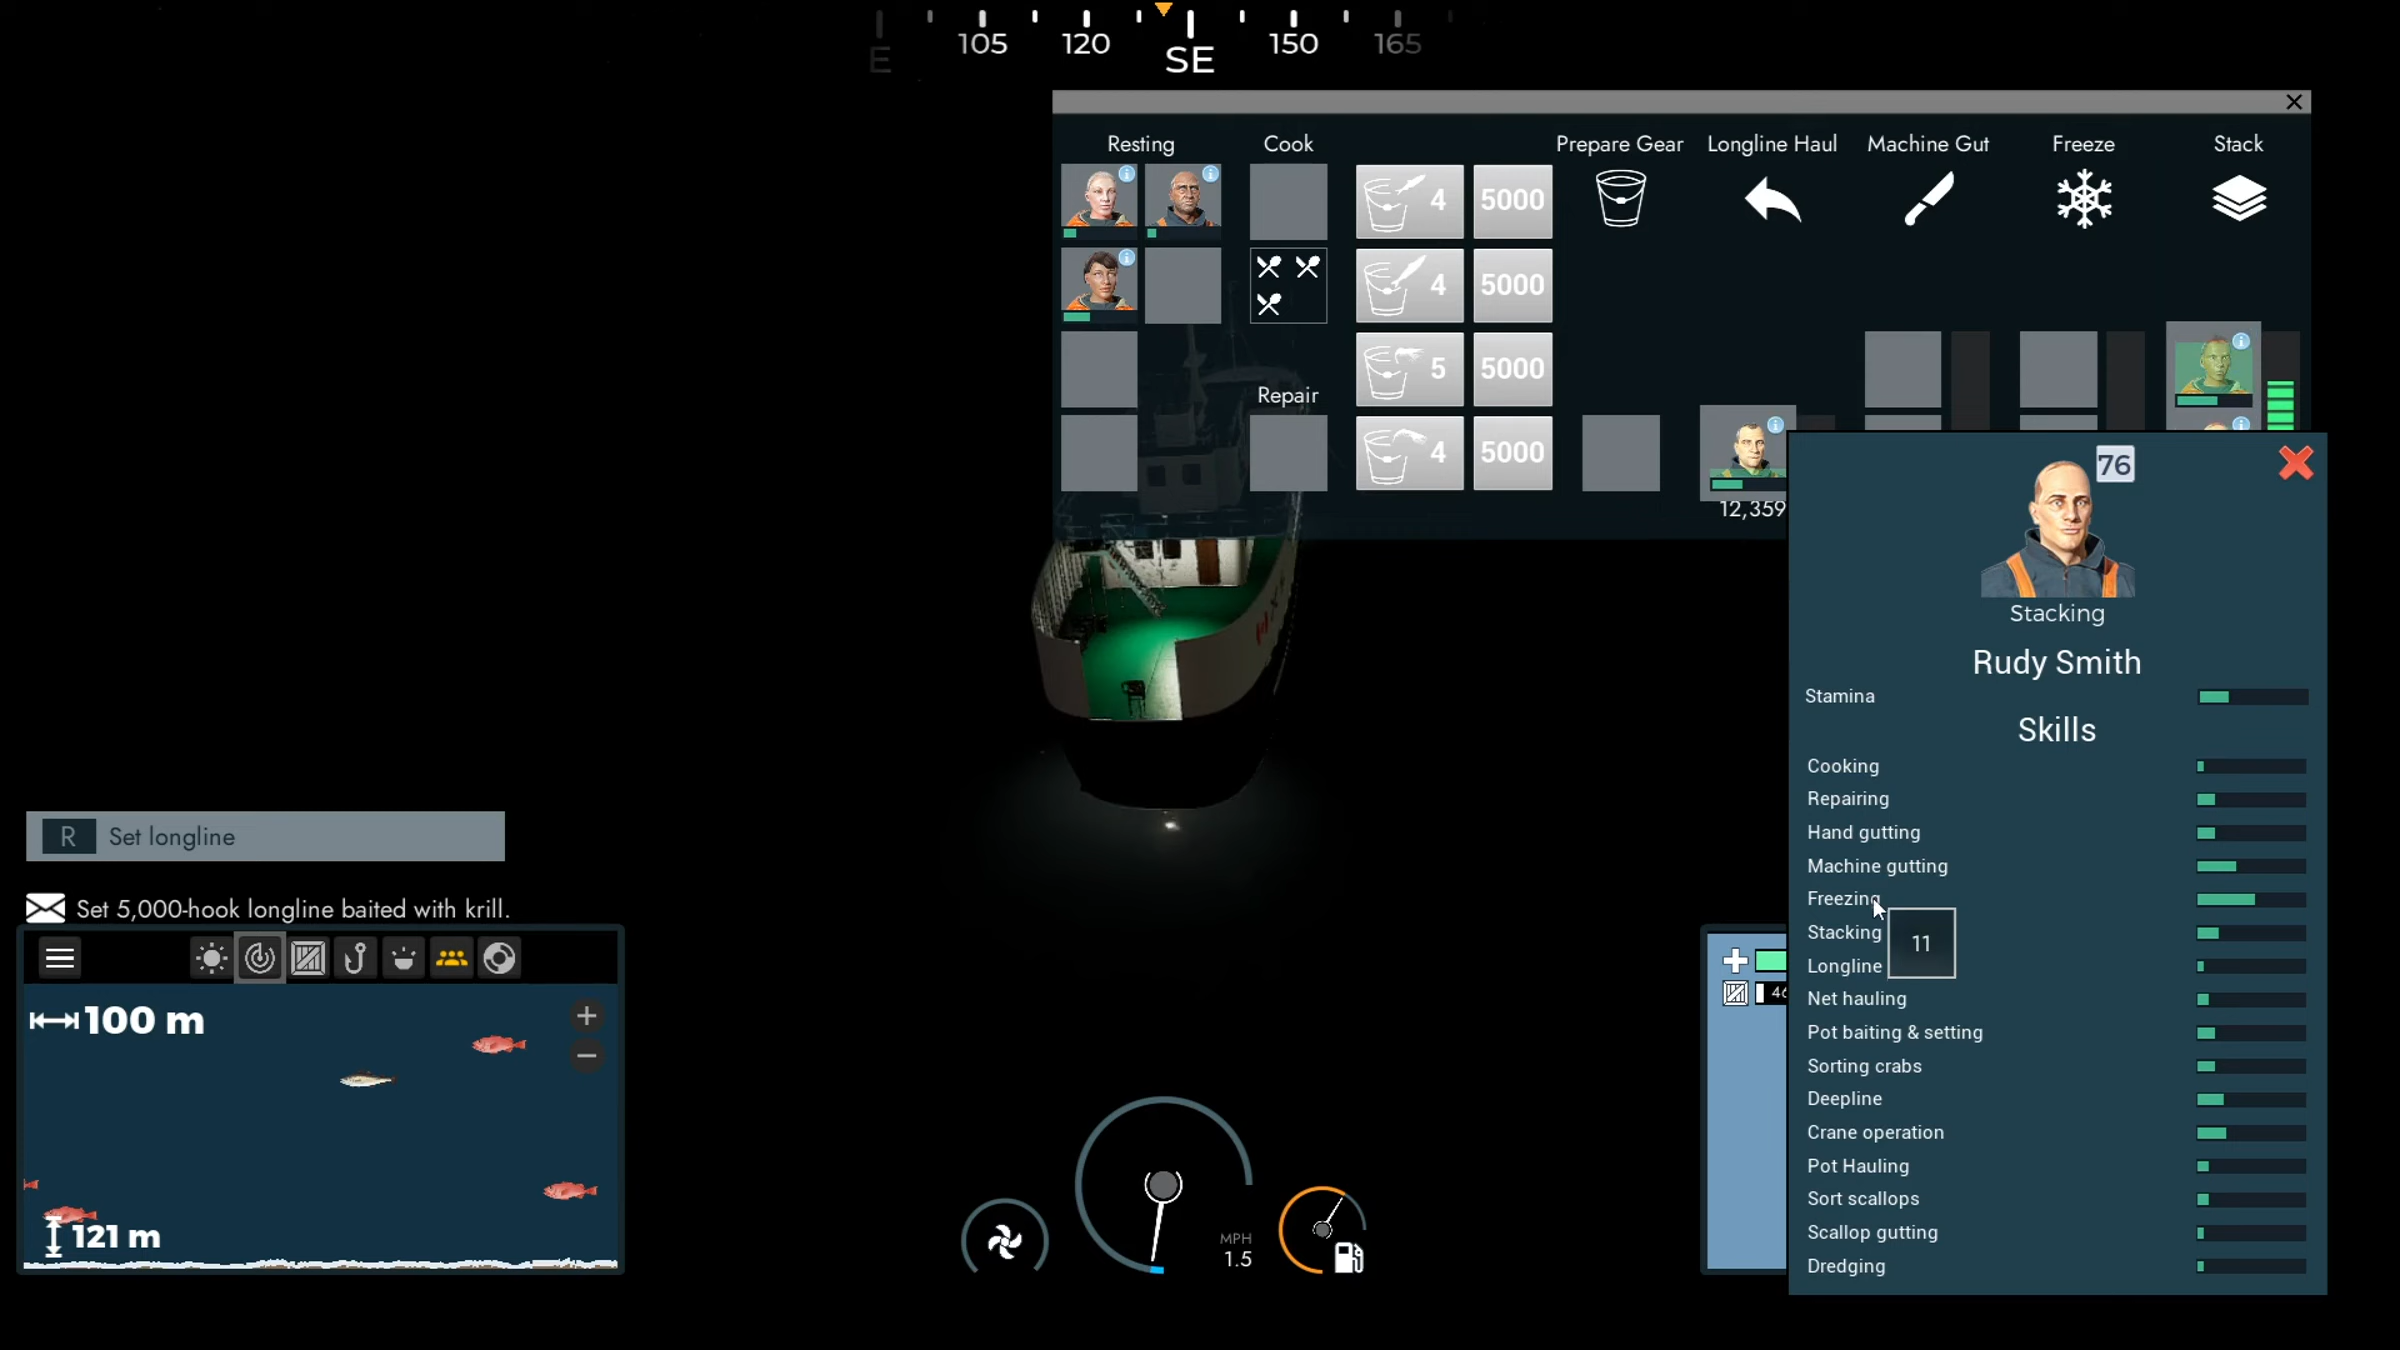 E 105 120 SE 150 165
Resting Cook Prepare Gear Longline Haul Machine Gut Freeze Stack
4 5000
4 5000
5 5000
Repair
4 5000
12,359
76
Stacking
Rudy Smith
Stamina
Skills
Cooking
Repairing
Hand gutting
Machine gutting
Freezing
Stacking
11
Longline
Net hauling
Pot baiting & setting
Sorting crabs
Deepline
Crane operation
Pot Hauling
Sort scallops
Scallop gutting
Dredging
R Set longline
Set 5,000-hook longline baited with krill.
100 m
121 m
MPH
1.5